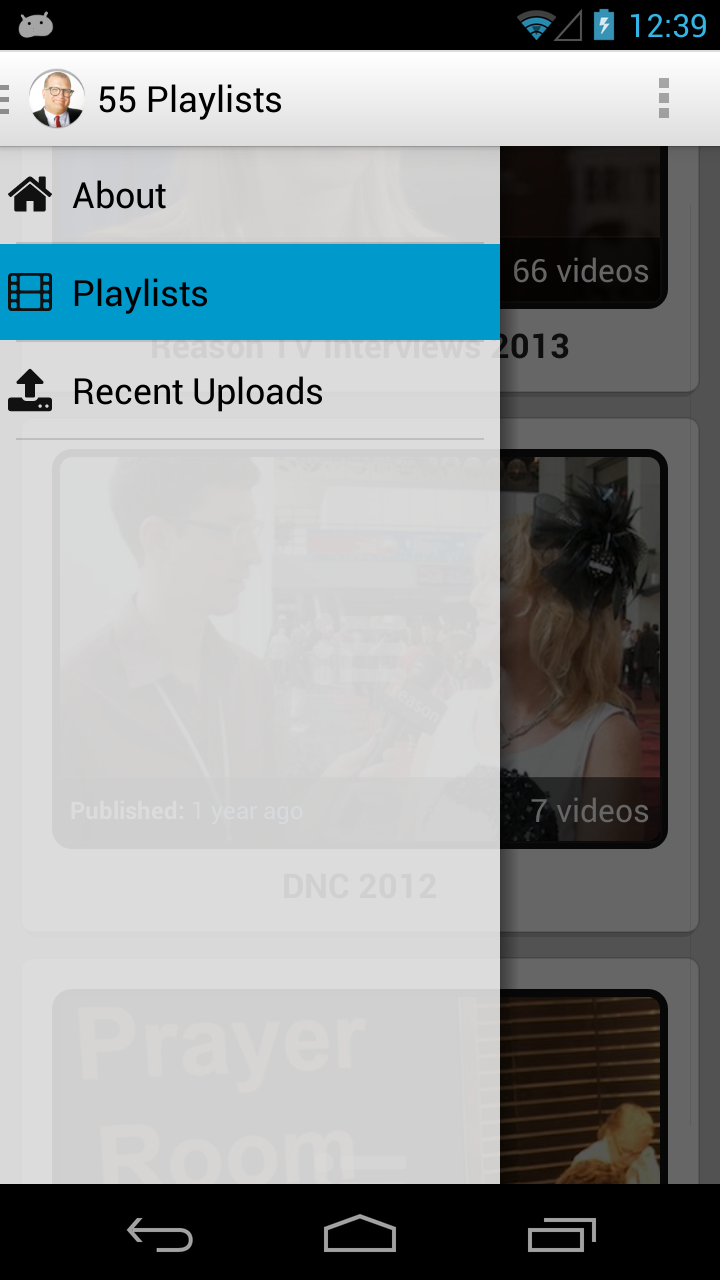 12:39
55 Playlists
About
66 videos
Playlists
Reason TV Interviews 2013
Recent Uploads
Published: 1 year ago
7 videos
DNC 2012
Prayer
Room